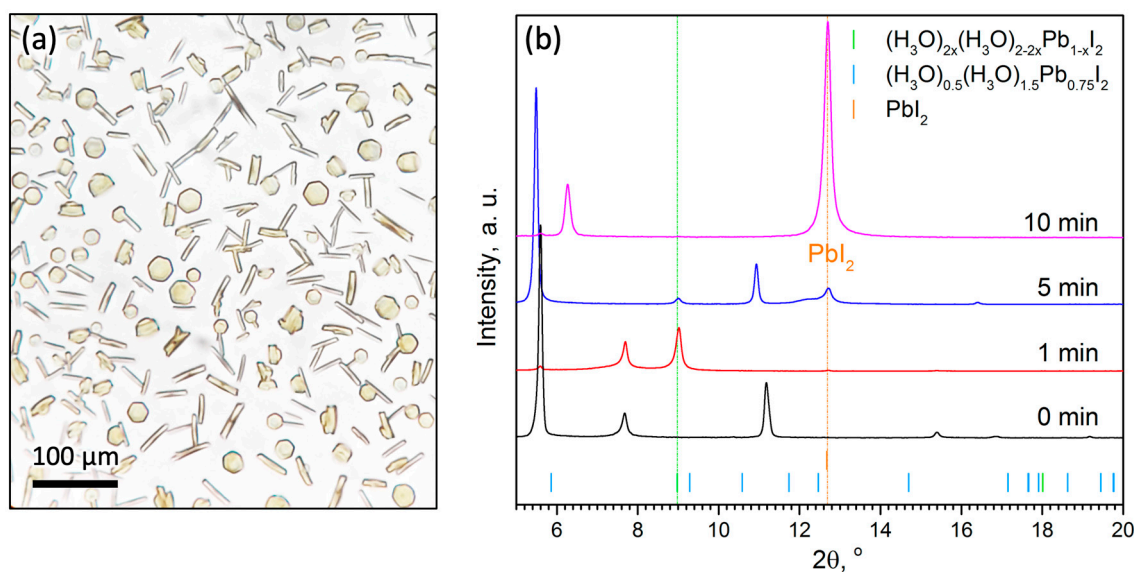 (a)
100 µm
(b)
(H₃O)₂ₓ(H₃O)₂₋₂ₓPb₁₋ₓI₂
(H₃O)₀.₅(H₃O)₁.₅Pb₀.₇₅I₂
PbI₂
10 min
PbI₂
5 min
1 min
0 min
Intensity, a. u.
6 8 10 12 14 16 18 20
2θ, °